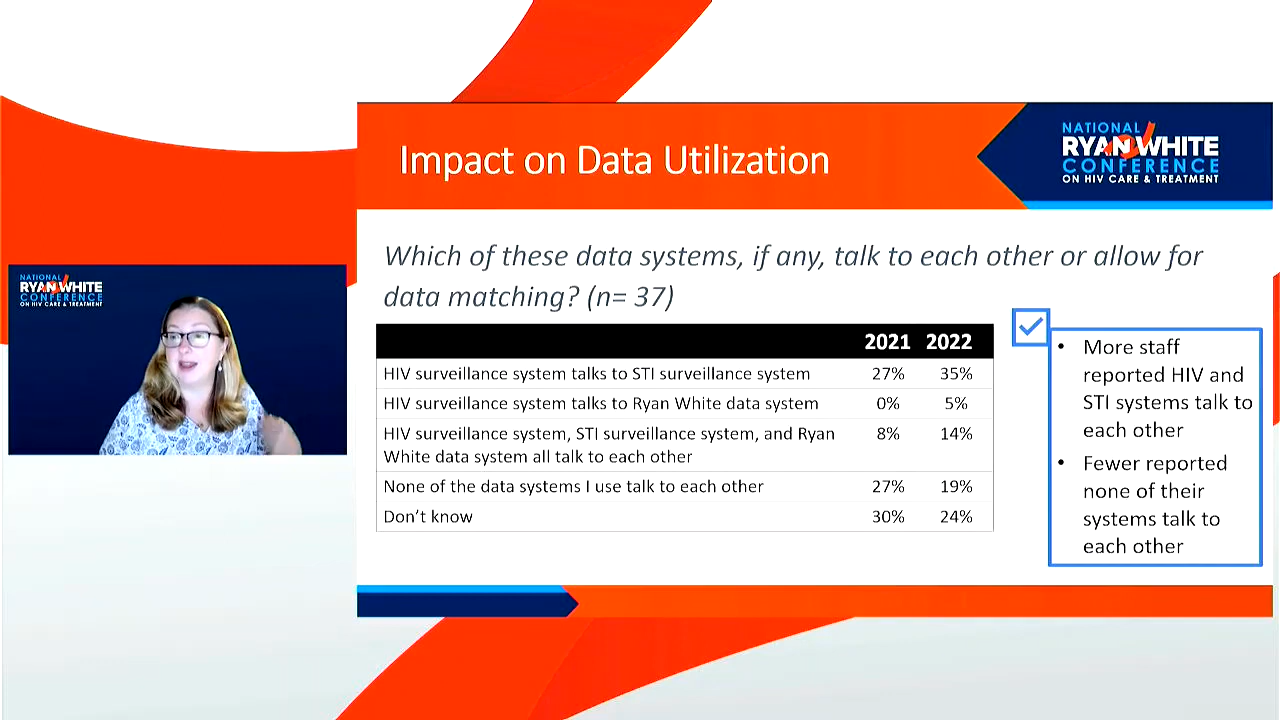 Impact on Data Utilization
NATIONAL
RYAN WHITE
CONFERENCE
ON HIV CARE & TREATMENT
Which of these data systems, if any, talk to each other or allow for
data matching? (n= 37)
2021 2022
HIV surveillance system talks to STI surveillance system 27% 35%
HIV surveillance system talks to Ryan White data system 0% 5%
HIV surveillance system, STI surveillance system, and Ryan 8% 14%
White data system all talk to each other
None of the data systems I use talk to each other 27% 19%
Don't know 30% 24%
• More staff
reported HIV and
STI systems talk to
each other
• Fewer reported
none of their
systems talk to
each other
NATIONAL
RYAN WHITE
CONFERENCE
ON HIV CARE & TREATMENT